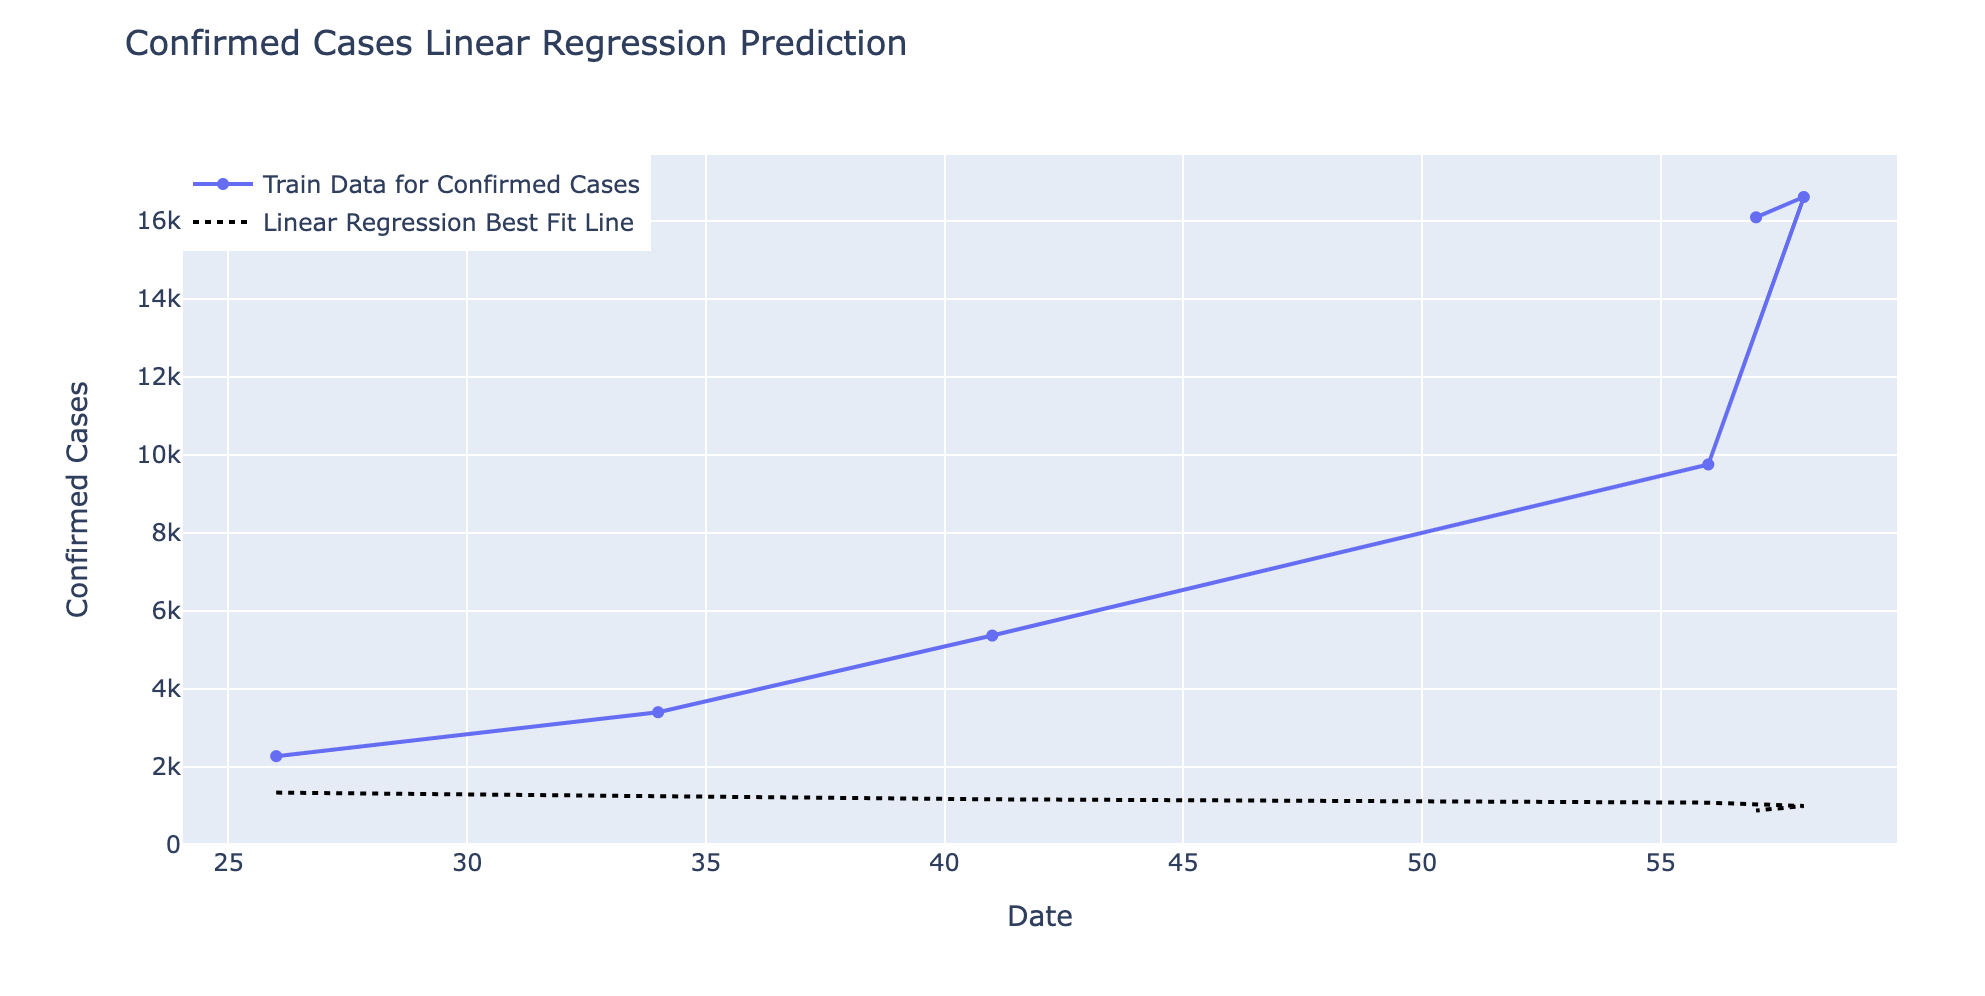 Confirmed Cases Linear Regression Prediction
Train Data for Confirmed Cases
Linear Regression Best Fit Line
16k
14k
12k
10k
8k
6k
4k
2k
0
Confirmed Cases
25 30 35 40 45 50 55
Date